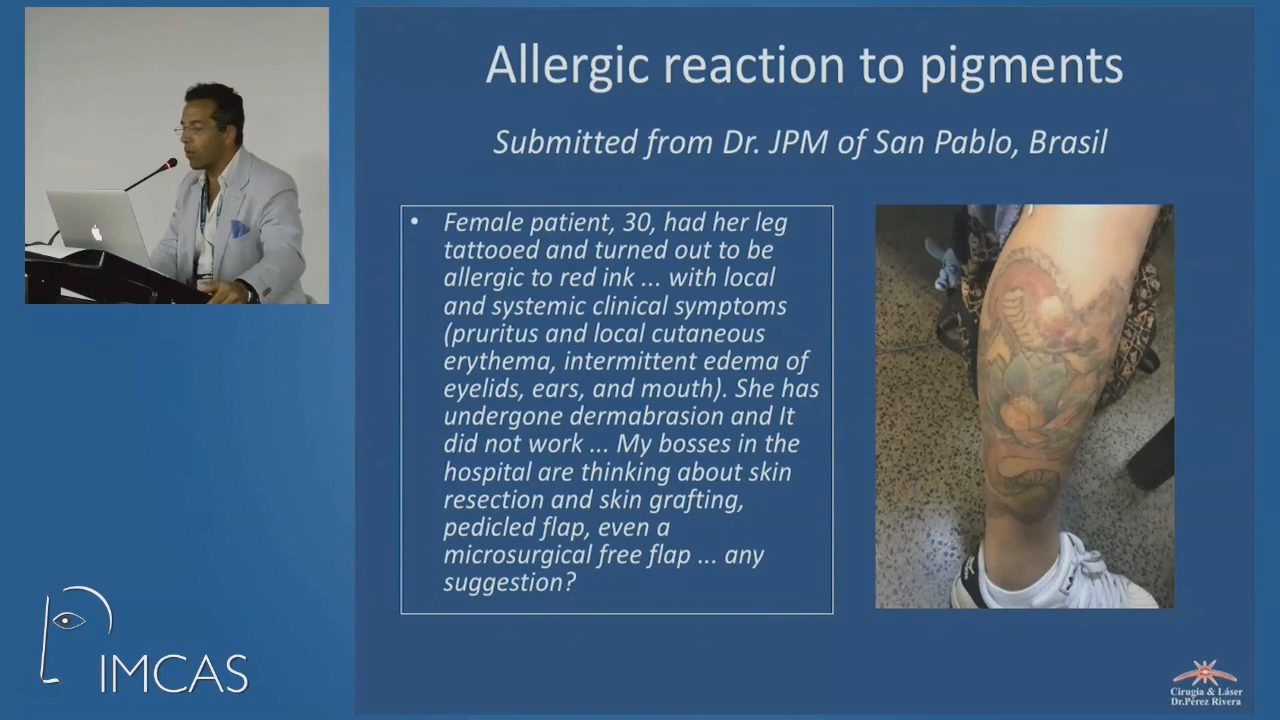 Allergic reaction to pigments
Submitted from Dr. JPM of San Pablo, Brasil
• Female patient, 30, had her leg
tattooed and turned out to be
allergic to red ink ... with local
and systemic clinical symptoms
(pruritus and local cutaneous
erythema, intermittent edema of
eyelids, ears, and mouth). She has
undergone dermabrasion and It
did not work ... My bosses in the
hospital are thinking about skin
resection and skin grafting,
pedicled flap, even a
microsurgical free flap ... any
suggestion?
IMCAS
Cirugía & Láser
Dr.Pérez Rivera